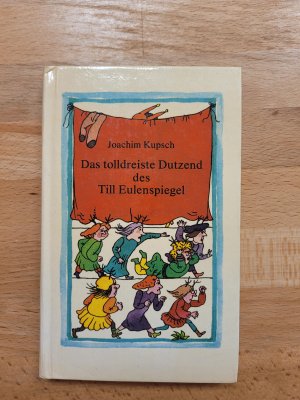 Joachim Kupsch
Das tolldreiste Dutzend
des
Till Eulenspiegel